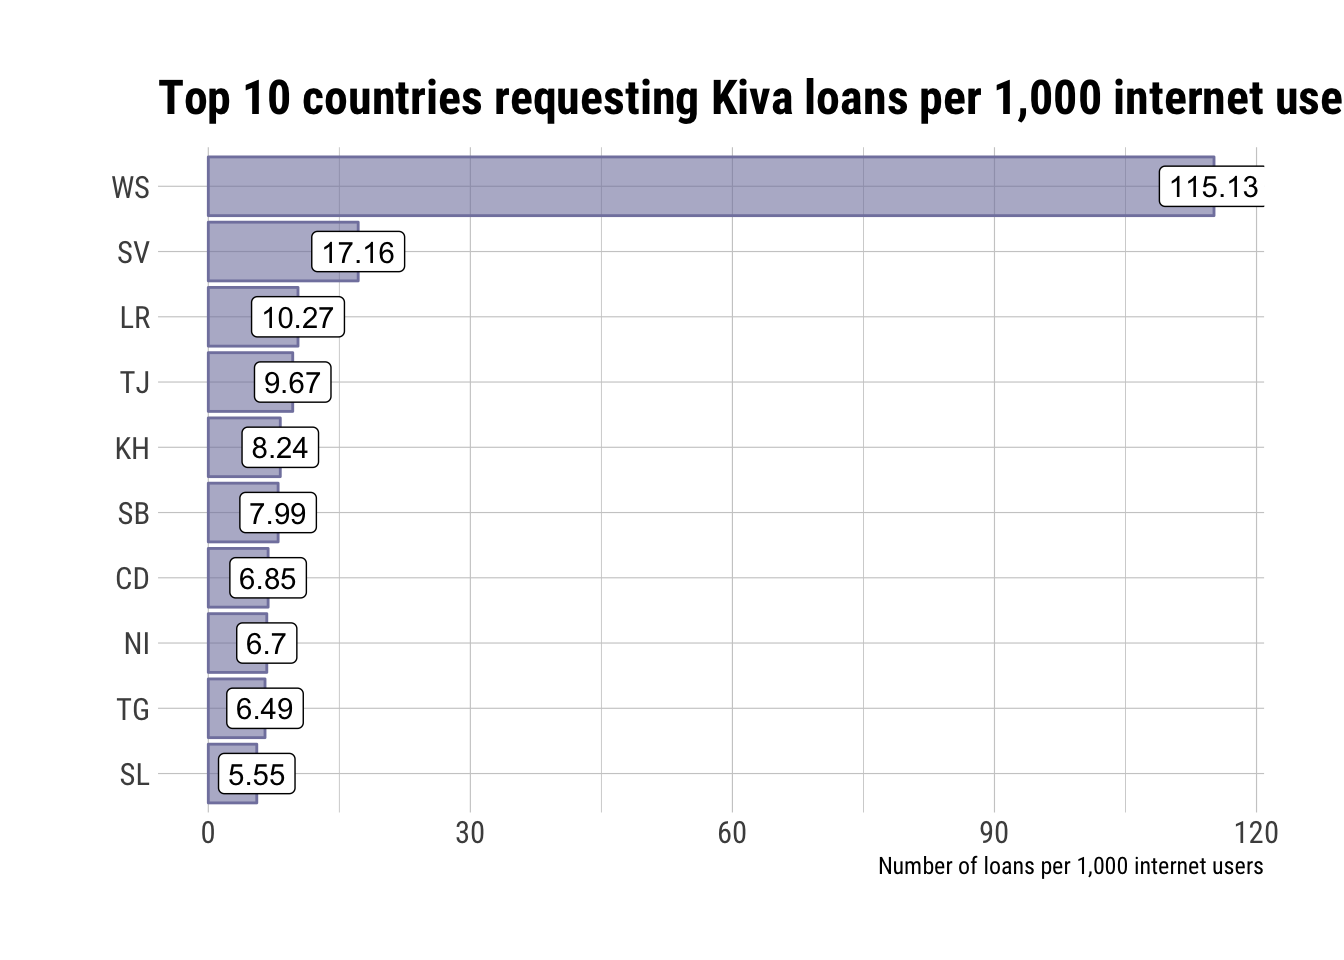 Top 10 countries requesting Kiva loans per 1,000 internet use
WS 115.13
SV 17.16
LR 10.27
TJ 9.67
KH 8.24
SB 7.99
CD 6.85
NI 6.7
TG 6.49
SL 5.55
0 30 60 90 120
Number of loans per 1,000 internet users